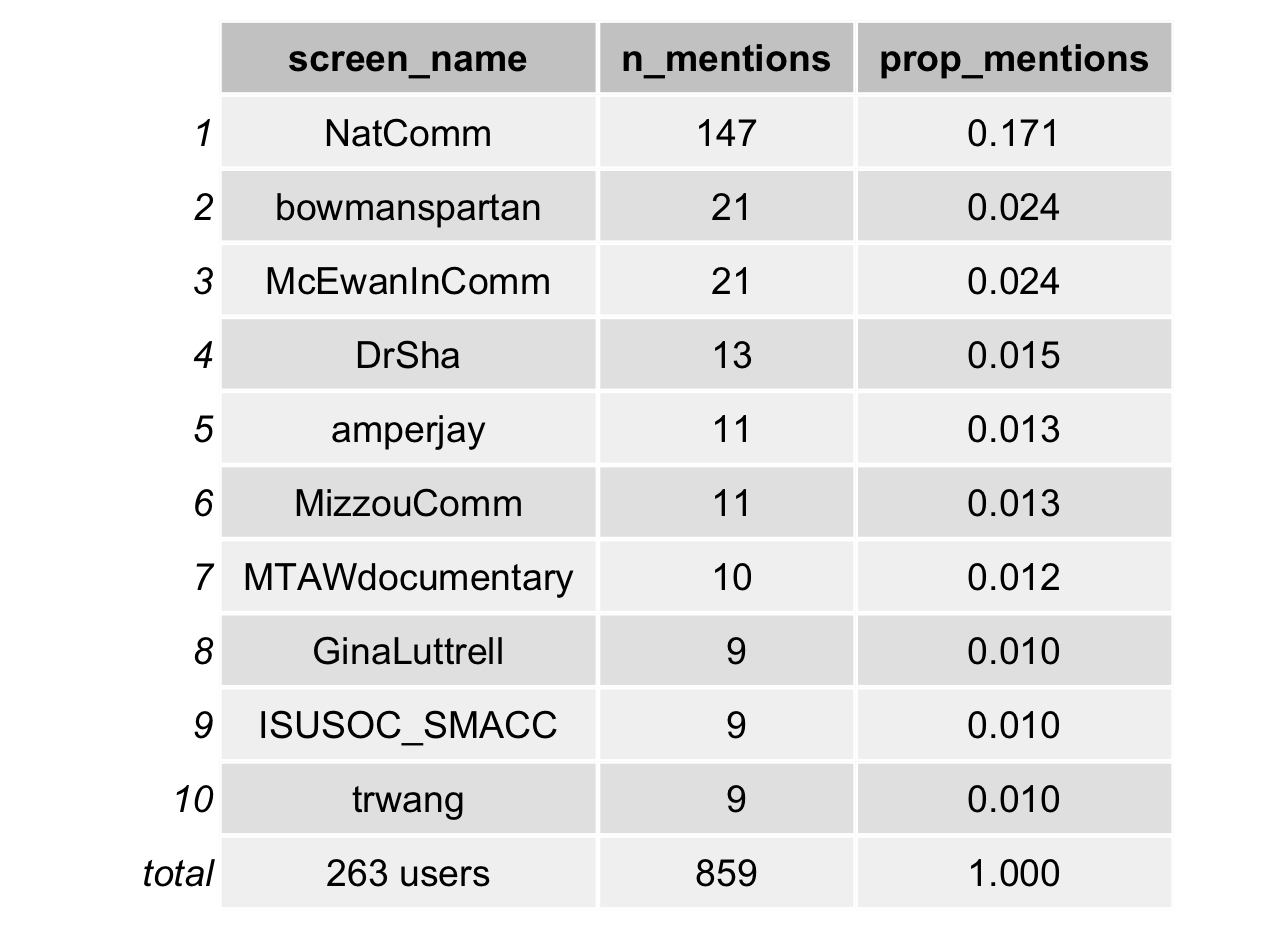 screen_name n_mentions prop_mentions
1 NatComm 147 0.171
2 bowmanspartan 21 0.024
3 McEwanInComm 21 0.024
4 DrSha 13 0.015
5 amperjay 11 0.013
6 MizzouComm 11 0.013
7 MTAWdocumentary 10 0.012
8 GinaLuttrell 9 0.010
9 ISUSOC_SMACC 9 0.010
10 trwang 9 0.010
total 263 users 859 1.000